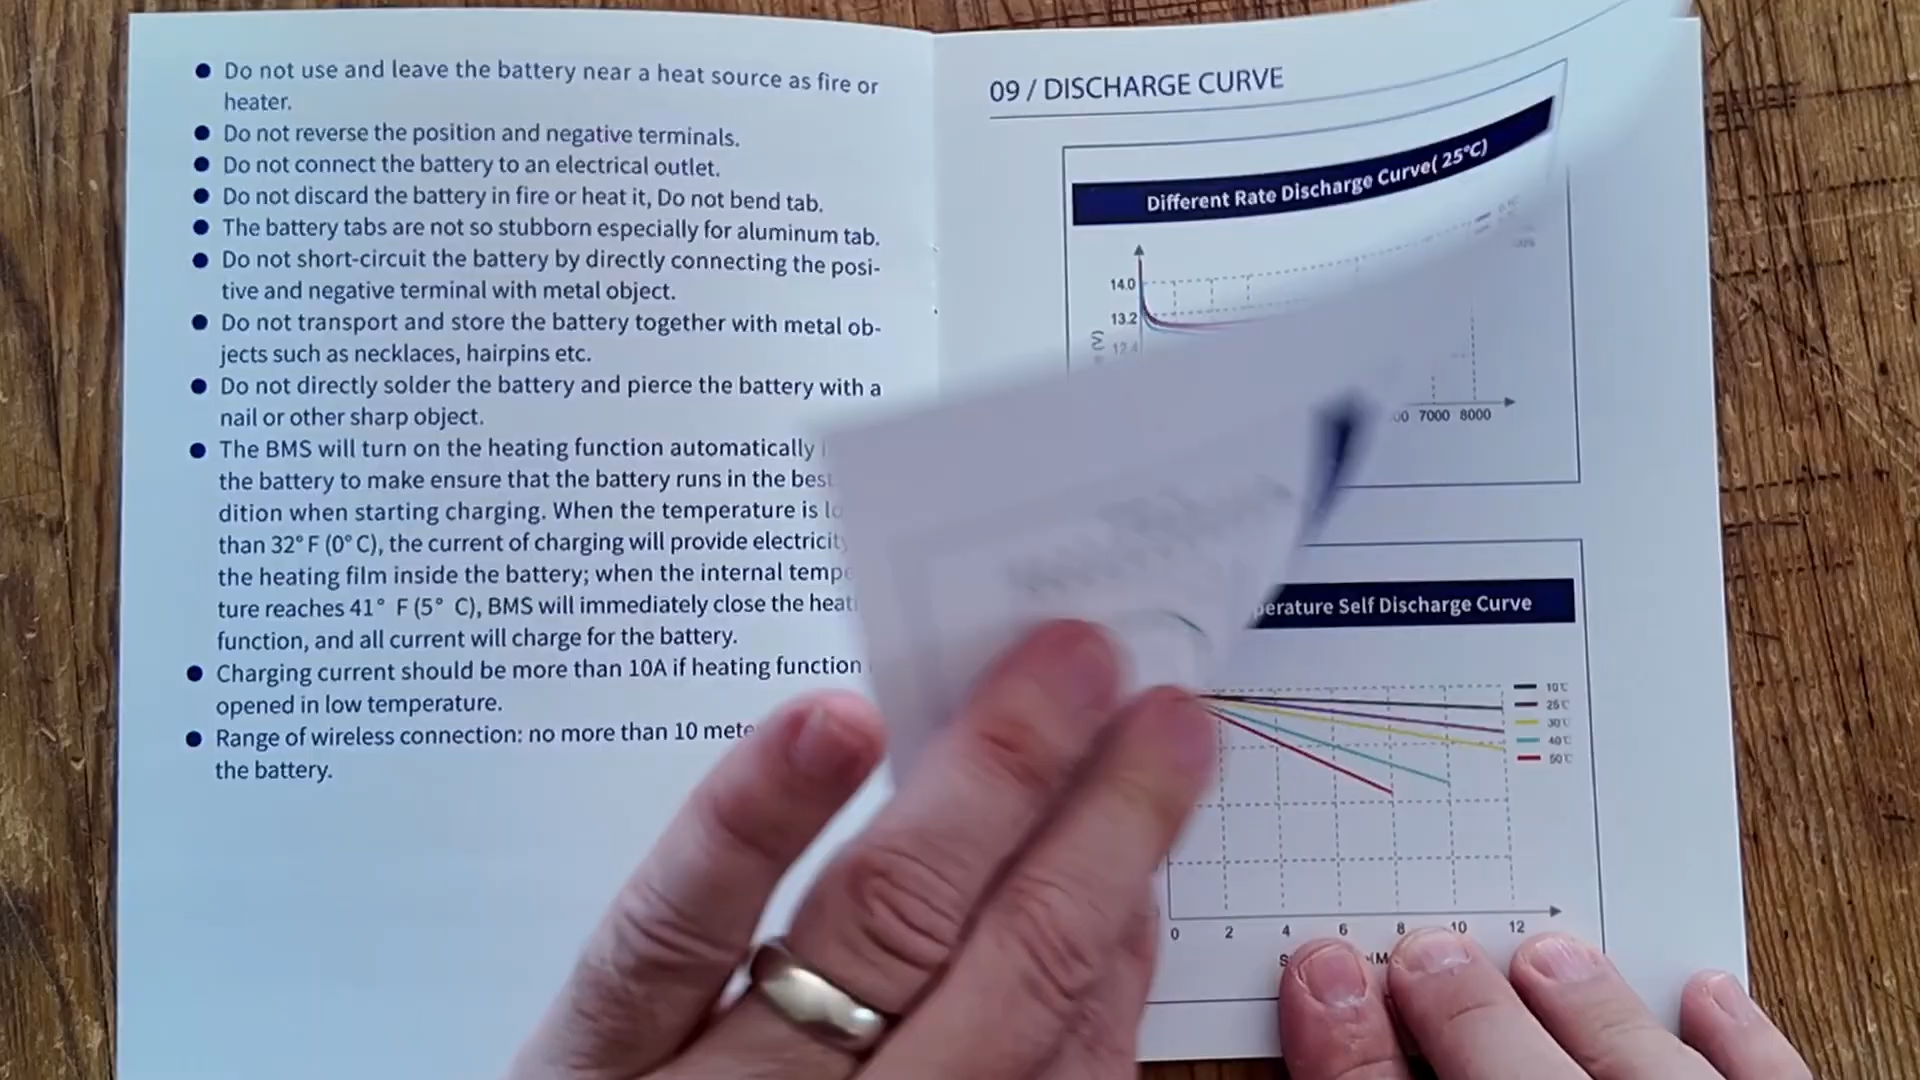 ● Do not use and leave the battery near a heat source as fire or
heater.
● Do not reverse the position and negative terminals.
● Do not connect the battery to an electrical outlet.
● Do not discard the battery in fire or heat it, Do not bend tab.
● The battery tabs are not so stubborn especially for aluminum tab.
● Do not short-circuit the battery by directly connecting the posi-
tive and negative terminal with metal object.
● Do not transport and store the battery together with metal ob-
jects such as necklaces, hairpins etc.
● Do not directly solder the battery and pierce the battery with a
nail or other sharp object.
● The BMS will turn on the heating function automatically
the battery to make ensure that the battery runs in the best
dition when starting charging. When the temperature is
than 32°F (0°C), the current of charging will provide
the heating film inside the battery; when the internal
ture reaches 41° F (5° C), BMS will immediately close the
function, and all current will charge for the battery.
● Charging current should be more than 10A if heating function
opened in low temperature.
● Range of wireless connection: no more than 10
the battery.
09 / DISCHARGE CURVE
Different Rate Discharge Curve( 25°C)
14.0
13.2
12.4
7000 8000
Self Discharge Curve
10℃
25℃
30℃
40℃
50℃
0 2 4 6 8 10 12